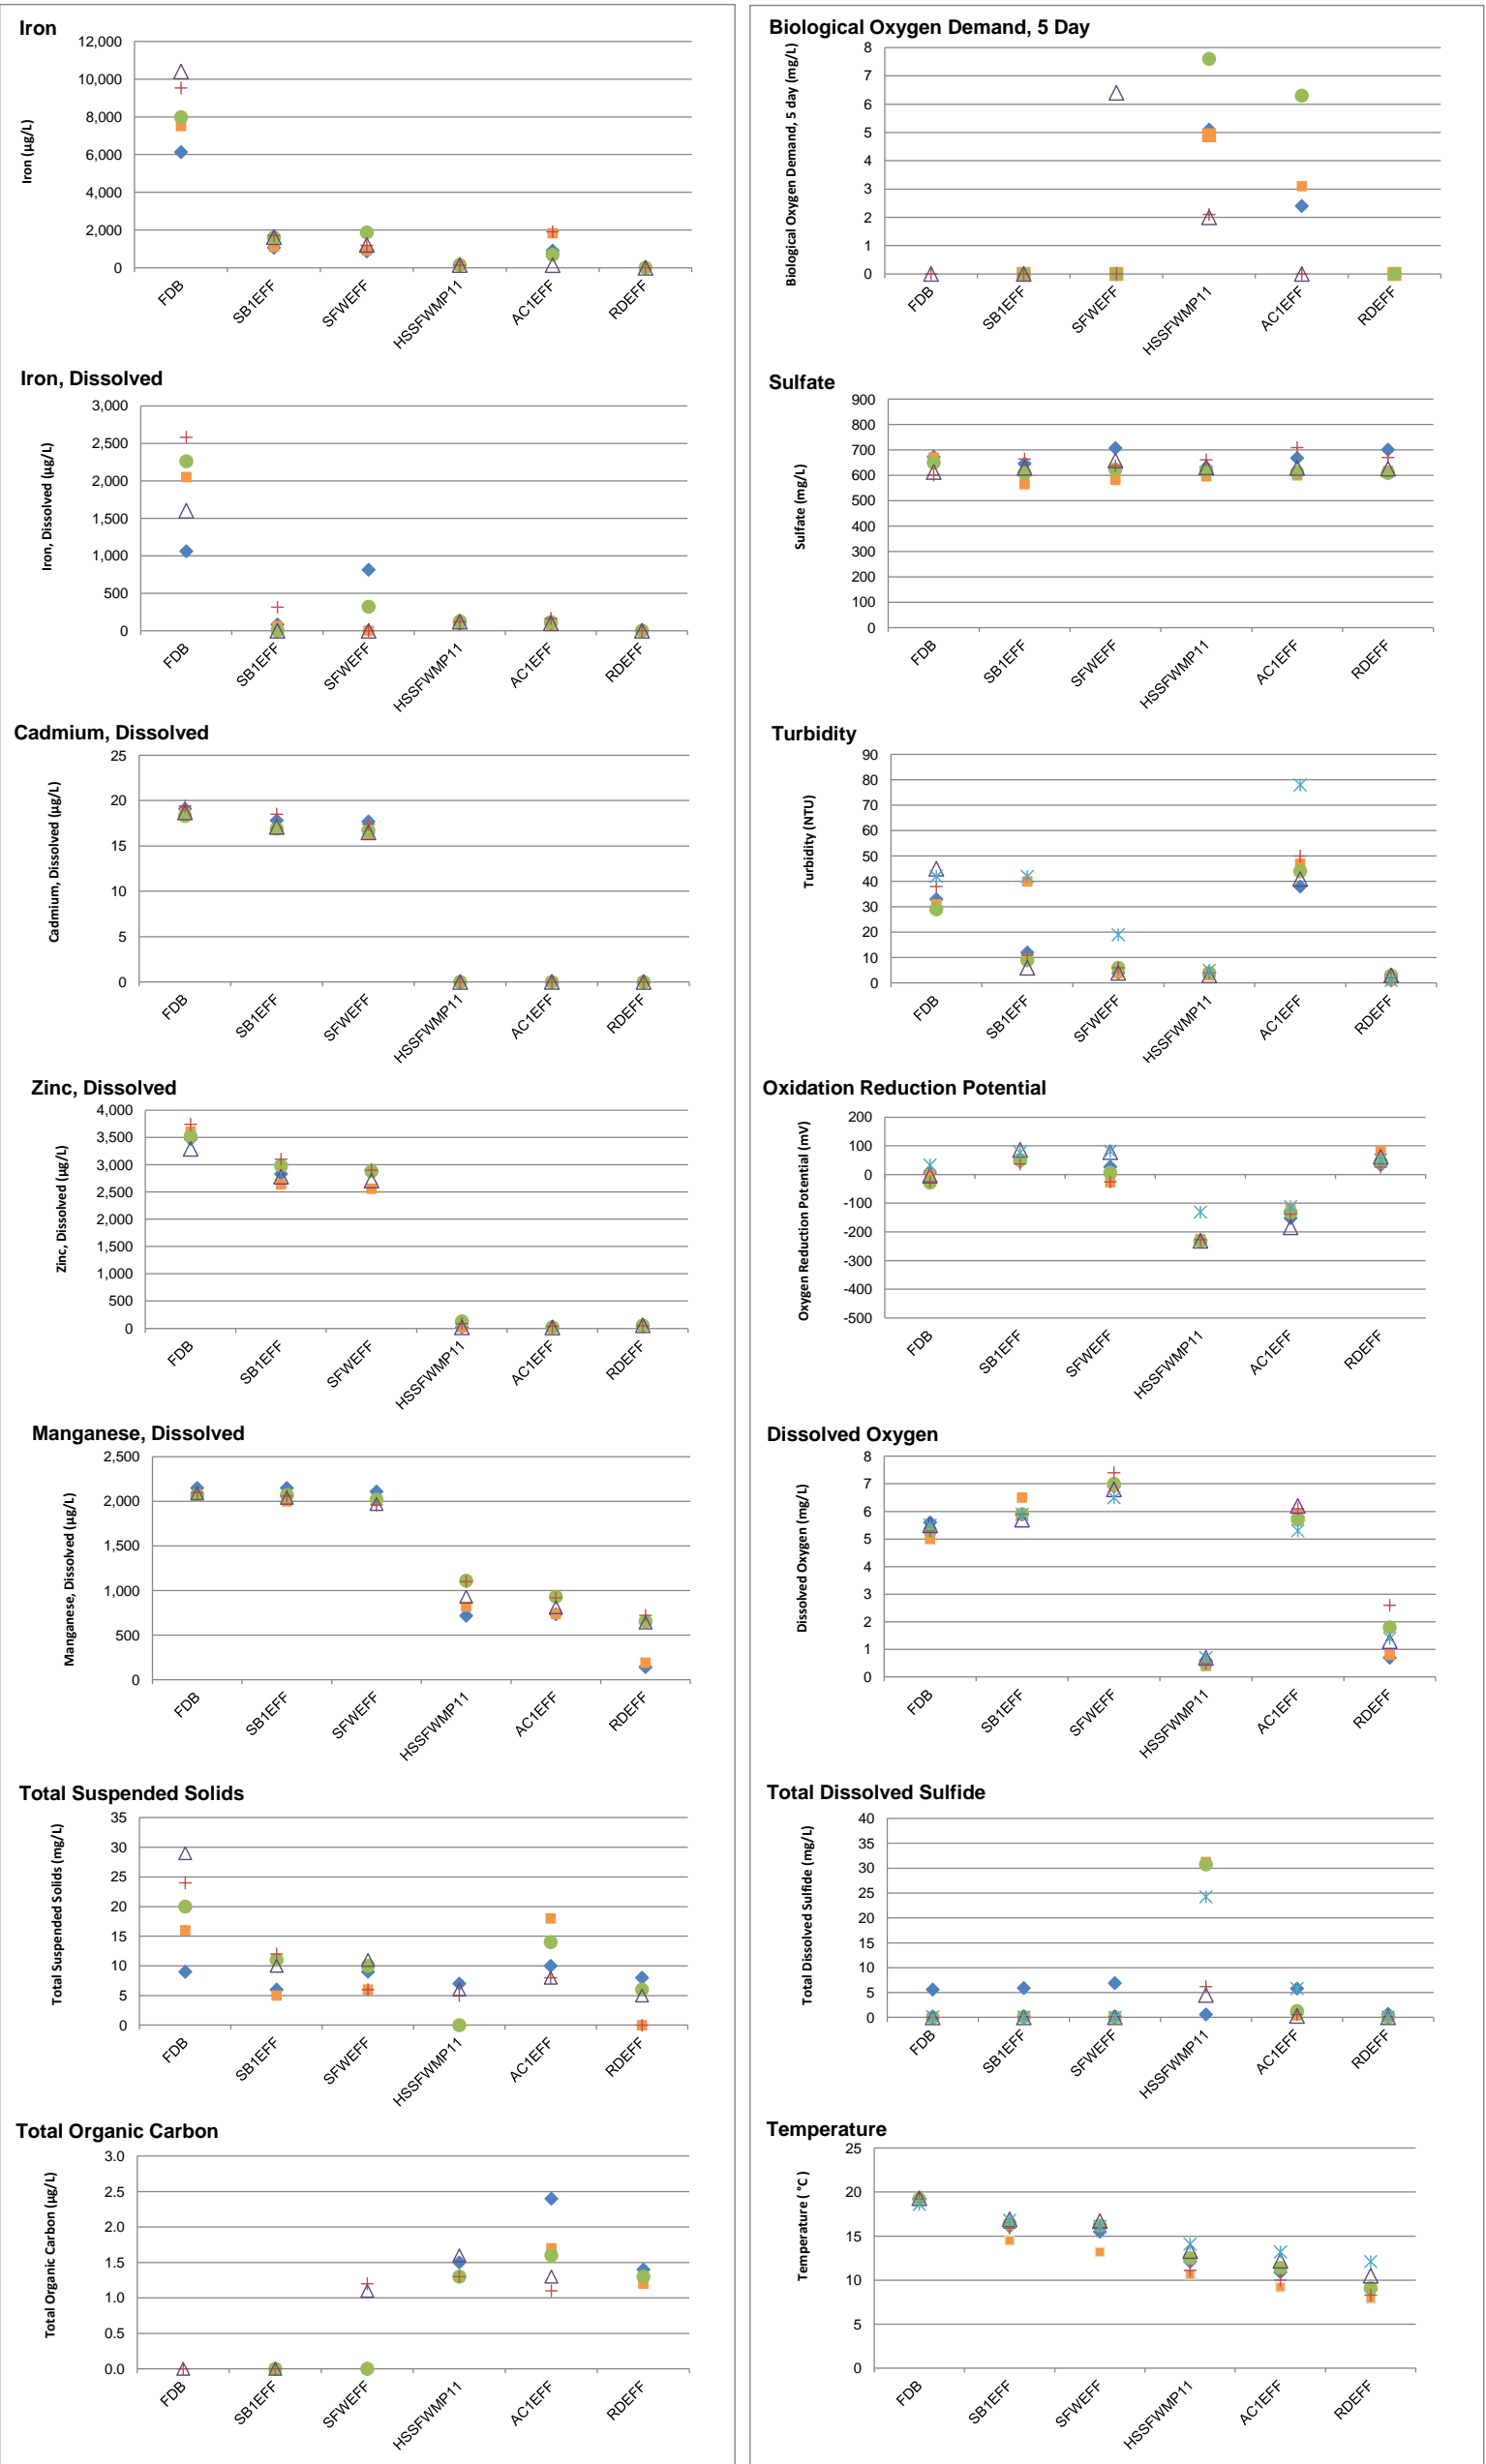 Iron
12,000
10,000
8,000
6,000
4,000
2,000
0
Iron (µg/L)
FDB
SB1EFF
SFWEFF
HSSFWMP11
AC1EFF
RDEFF
Iron, Dissolved
3,000
2,500
2,000
1,500
1,000
500
0
Iron, Dissolved (µg/L)
FDB
SB1EFF
SFWEFF
HSSFWMP11
AC1EFF
RDEFF
Cadmium, Dissolved
25
20
15
10
5
0
Cadmium, Dissolved (µg/L)
FDB
SB1EFF
SFWEFF
HSSFWMP11
AC1EFF
RDEFF
Zinc, Dissolved
4,000
3,500
3,000
2,500
2,000
1,500
1,000
500
0
Zinc, Dissolved (µg/L)
FDB
SB1EFF
SFWEFF
HSSFWMP11
AC1EFF
RDEFF
Manganese, Dissolved
2,500
2,000
1,500
1,000
500
0
Manganese, Dissolved (µg/L)
FDB
SB1EFF
SFWEFF
HSSFWMP11
AC1EFF
RDEFF
Total Suspended Solids
35
30
25
20
15
10
5
0
Total Suspended Solids (mg/L)
FDB
SB1EFF
SFWEFF
HSSFWMP11
AC1EFF
RDEFF
Total Organic Carbon
3.0
2.5
2.0
1.5
1.0
0.5
0.0
Total Organic Carbon (µg/L)
FDB
SB1EFF
SFWEFF
HSSFWMP11
AC1EFF
RDEFF
Biological Oxygen Demand, 5 Day
8
7
6
5
4
3
2
1
0
Biological Oxygen Demand, 5 day (mg/L)
FDB
SB1EFF
SFWEFF
HSSFWMP11
AC1EFF
RDEFF
Sulfate
900
800
700
600
500
400
300
200
100
0
Sulfate (mg/L)
FDB
SB1EFF
SFWEFF
HSSFWMP11
AC1EFF
RDEFF
Turbidity
90
80
70
60
50
40
30
20
10
0
Turbidity (NTU)
FDB
SB1EFF
SFWEFF
HSSFWMP11
AC1EFF
RDEFF
Oxidation Reduction Potential
200
100
0
-100
-200
-300
-400
-500
Oxygen Reduction Potential (mV)
FDB
SB1EFF
SFWEFF
HSSFWMP11
AC1EFF
RDEFF
Dissolved Oxygen
8
7
6
5
4
3
2
1
0
Dissolved Oxygen (mg/L)
FDB
SB1EFF
SFWEFF
HSSFWMP11
AC1EFF
RDEFF
Total Dissolved Sulfide
40
35
30
25
20
15
10
5
0
Total Dissolved Sulfide (mg/L)
FDB
SB1EFF
SFWEFF
HSSFWMP11
AC1EFF
RDEFF
Temperature
25
20
15
10
5
0
Temperature ( °C )
FDB
SB1EFF
SFWEFF
HSSFWMP11
AC1EFF
RDEFF